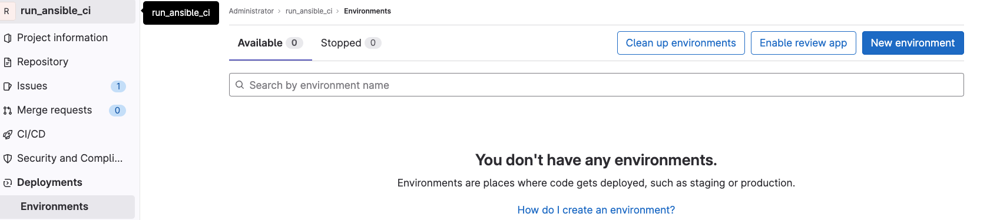 R run_ansible_ci
run_ansible_ci
Administrator > run_ansible_ci > Environments
Project information
Repository
Issues 1
Merge requests 0
CI/CD
Security and Compli...
Deployments
Environments
Available 0 Stopped 0 Clean up environments Enable review app New environment
Search by environment name
You don't have any environments.
Environments are places where code gets deployed, such as staging or production.
How do I create an environment?